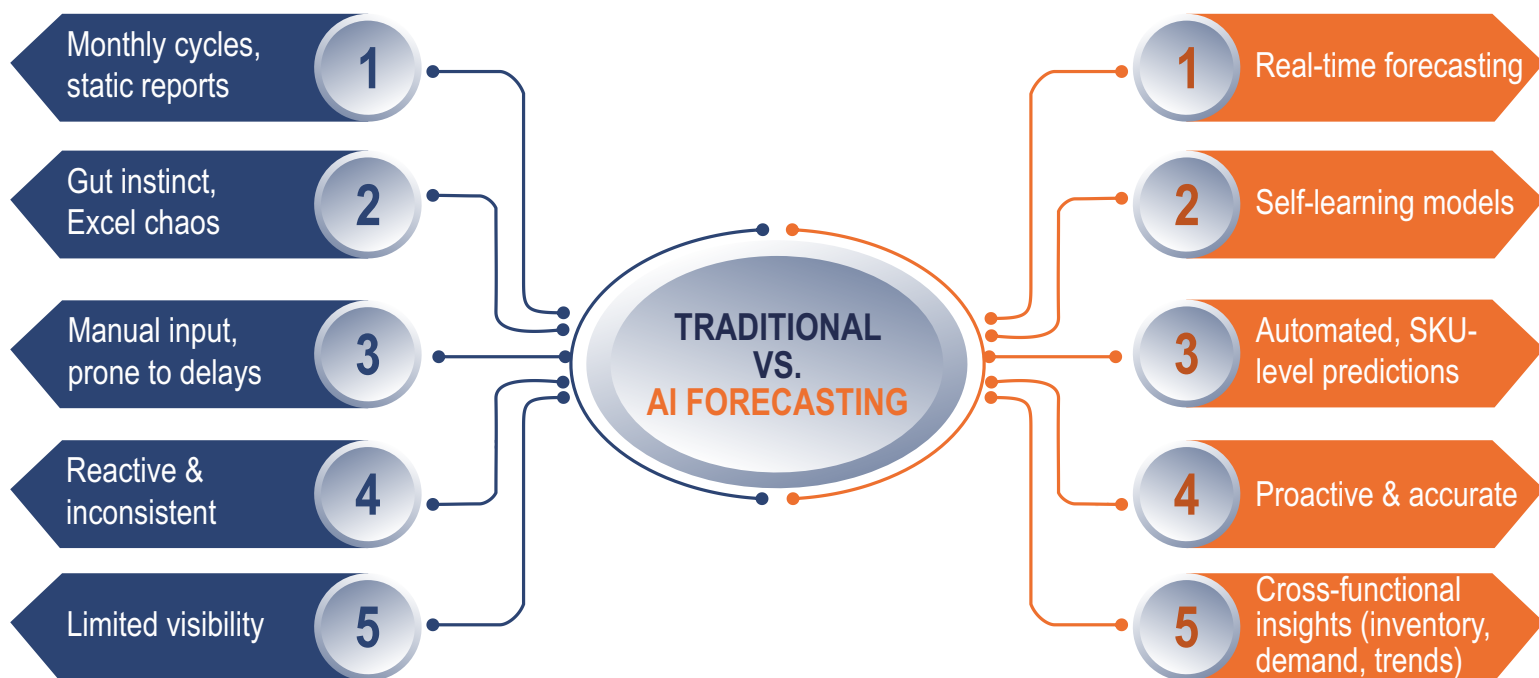 Monthly cycles,
static reports
1
Gut instinct,
Excel chaos
2
Manual input,
prone to delays
3
Reactive &
inconsistent
4
Limited visibility
5
TRADITIONAL
VS.
AI FORECASTING
1
Real-time forecasting
2
Self-learning models
3
Automated, SKU-
level predictions
4
Proactive & accurate
5
Cross-functional
insights (inventory,
demand, trends)